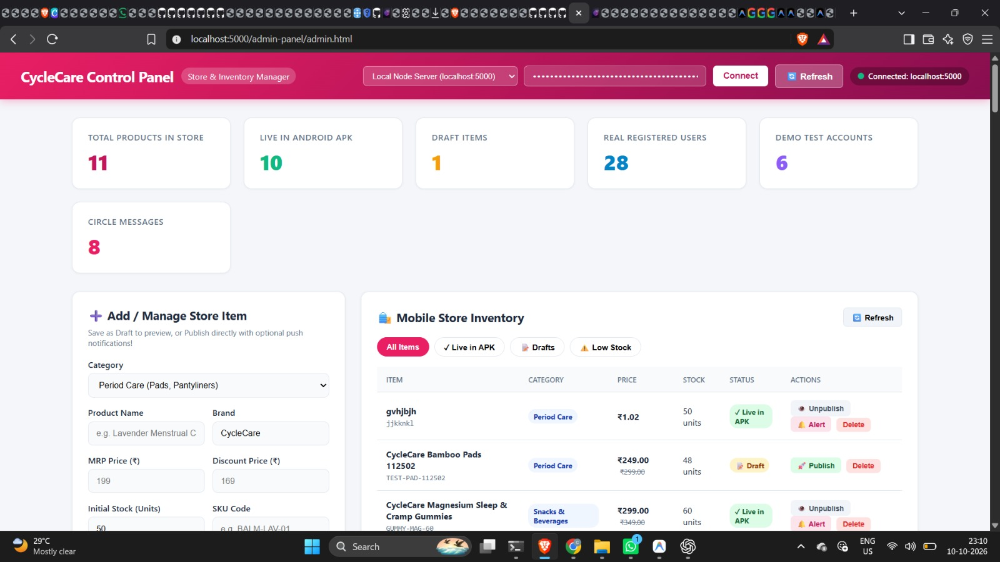 localhost:5000/admin-panel/admin.html
CycleCare Control Panel
Store & Inventory Manager
Local Node Server (localhost:5000)
Connect
Refresh
Connected: localhost:5000
TOTAL PRODUCTS IN STORE
11
LIVE IN ANDROID APK
10
DRAFT ITEMS
1
REAL REGISTERED USERS
28
DEMO TEST ACCOUNTS
6
CIRCLE MESSAGES
8
Add / Manage Store Item
Save as Draft to preview, or Publish directly with optional push
notifications!
Category
Period Care (Pads, Pantyliners)
Product Name
Brand
e.g. Lavender Menstrual C
CycleCare
MRP Price (₹)
Discount Price (₹)
199
169
Initial Stock (Units)
SKU Code
50
e.g. BALM-LAV-01
Mobile Store Inventory
Refresh
All Items
✓ Live in APK
Drafts
Low Stock
ITEM
CATEGORY
PRICE
STOCK
STATUS
ACTIONS
gvhjbjh
jjkknkl
Period Care
₹1.02
50
units
✓ Live in
APK
Unpublish
Alert
Delete
CycleCare Bamboo Pads
112502
TEST-PAD-112502
Period Care
₹249.00
₹299.00
48
units
Draft
Publish
Delete
CycleCare Magnesium Sleep &
Cramp Gummies
GUMMY-MAG-60
Snacks &
Beverages
₹299.00
₹349.00
60
units
✓ Live in
APK
Unpublish
Alert
Delete
29°C
Mostly clear
Search
1
ENG
US
23:10
10-10-2026